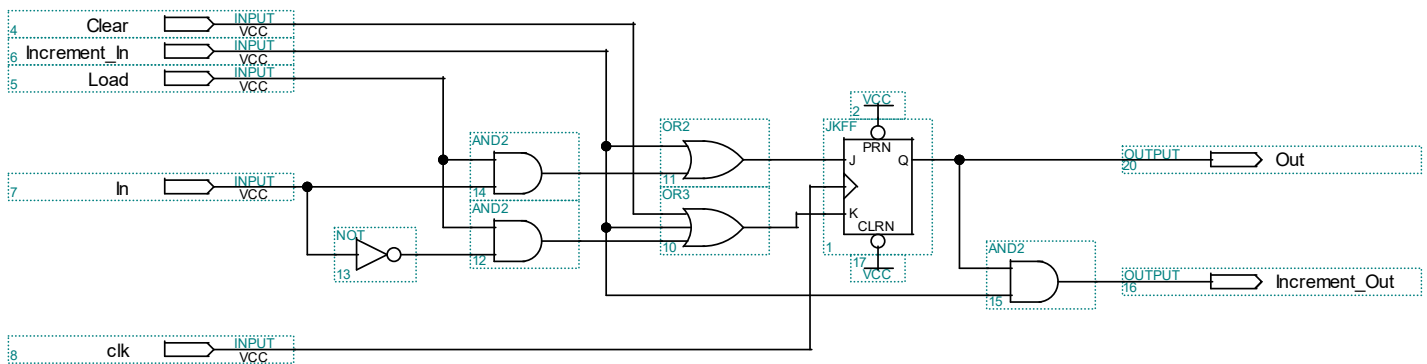 Clear INPUT
4 VCC
Increment_In INPUT
6 VCC
Load INPUT
5 VCC
In INPUT
7 VCC
NOT
13
AND2
14
AND2
12
OR2
11
OR3
10
VCC
2
JKFF
PRN
J Q
K
CLRN
1
17
VCC
OUTPUT Out
20
AND2
15
OUTPUT Increment_Out
16
clk INPUT
8 VCC